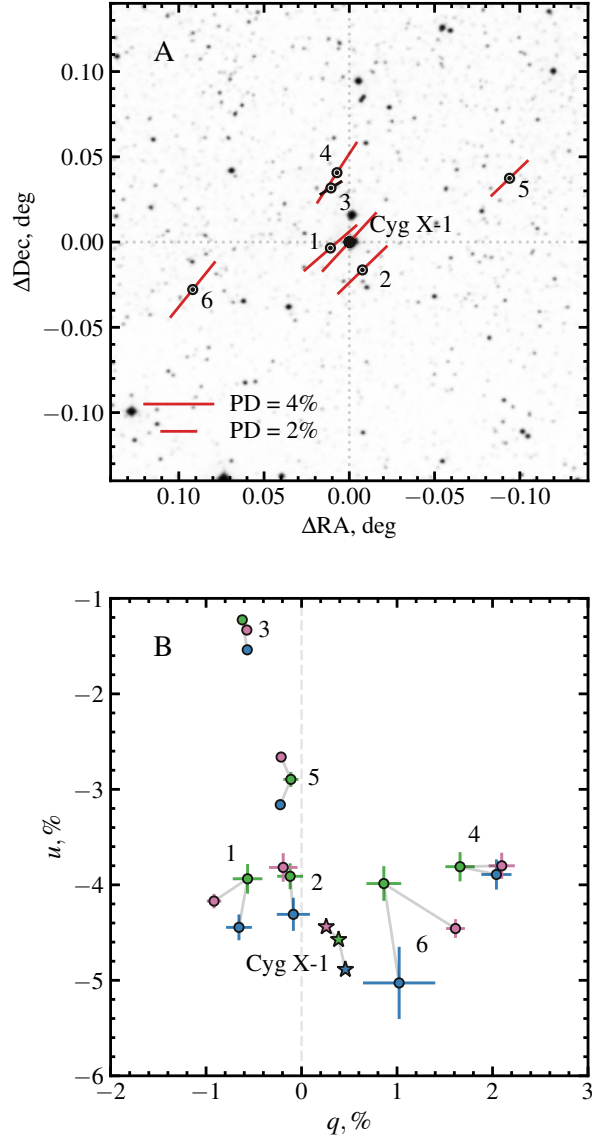 A
0.10
0.05
0.00
−0.05
−0.10
ΔDec, deg
4
3
5
Cyg X-1
1
2
6
PD = 4%
PD = 2%
0.10 0.05 0.00 −0.05 −0.10
ΔRA, deg
B
−1
−2
−3
−4
−5
−6
u, %
3
5
1
2
4
6
Cyg X-1
−2 −1 0 1 2 3
q, %